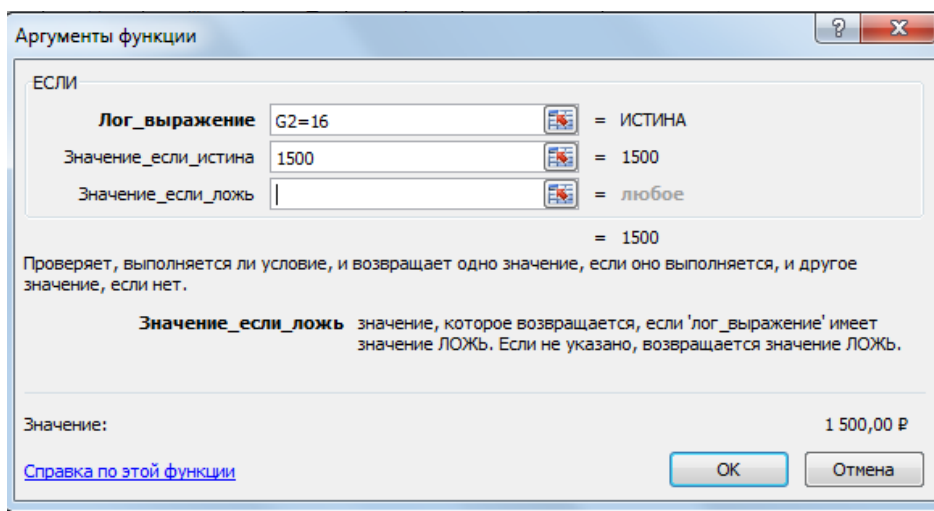 Аргументы функции
ЕСЛИ
Лог_выражение G2=16 = ИСТИНА
Значение_если_истина 1500 = 1500
Значение_если_ложь = любое
= 1500
Проверяет, выполняется ли условие, и возвращает одно значение, если оно выполняется, и другое
значение, если нет.
Значение_если_ложь значение, которое возвращается, если 'лог_выражение' имеет
значение ЛОЖЬ. Если не указано, возвращается значение ЛОЖЬ.
Значение: 1 500,00 ₽
Справка по этой функции ОК Отмена